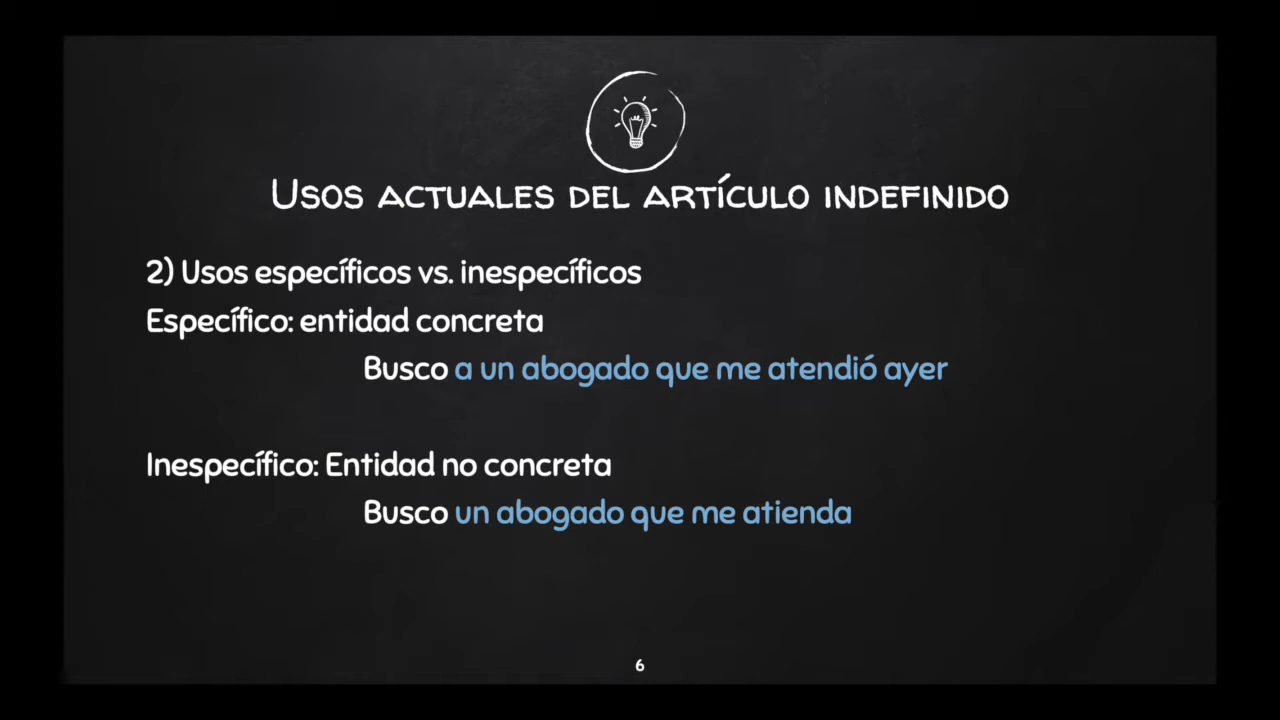 Usos actuales del artículo indefinido
2) Usos específicos vs. inespecíficos
Específico: entidad concreta
Busco a un abogado que me atendió ayer
Inespecífico: Entidad no concreta
Busco un abogado que me atienda
6